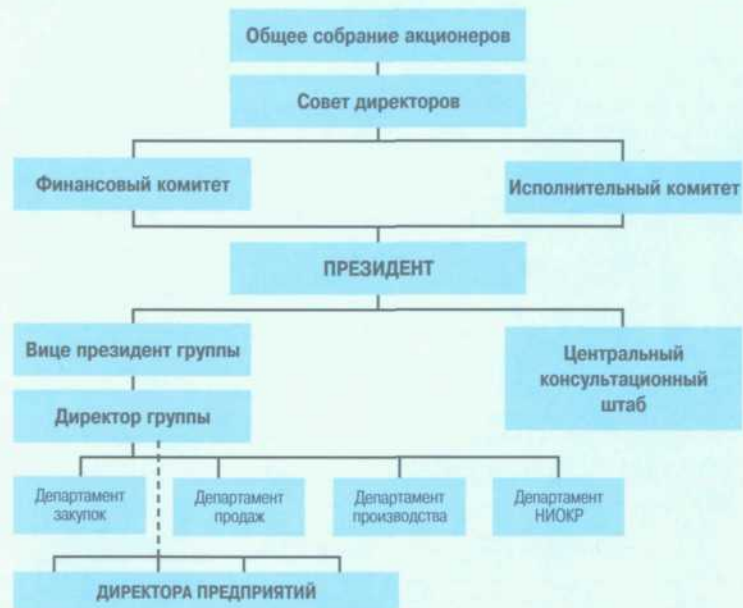 Общее собрание акционеров
Совет директоров
Финансовый комитет
Исполнительный комитет
ПРЕЗИДЕНТ
Вице президент группы
Центральный
консультационный
штаб
Директор группы
Департамент
закупок
Департамент
продаж
Департамент
производства
Департамент
НИОКР
ДИРЕКТОРА ПРЕДПРИЯТИЙ